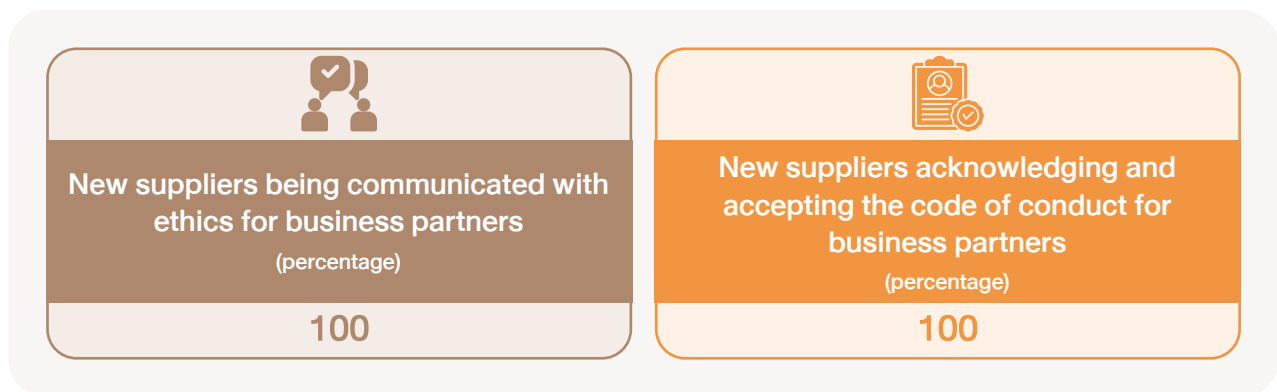 New suppliers being communicated with
ethics for business partners
(percentage)
100
New suppliers acknowledging and
accepting the code of conduct for
business partners
(percentage)
100